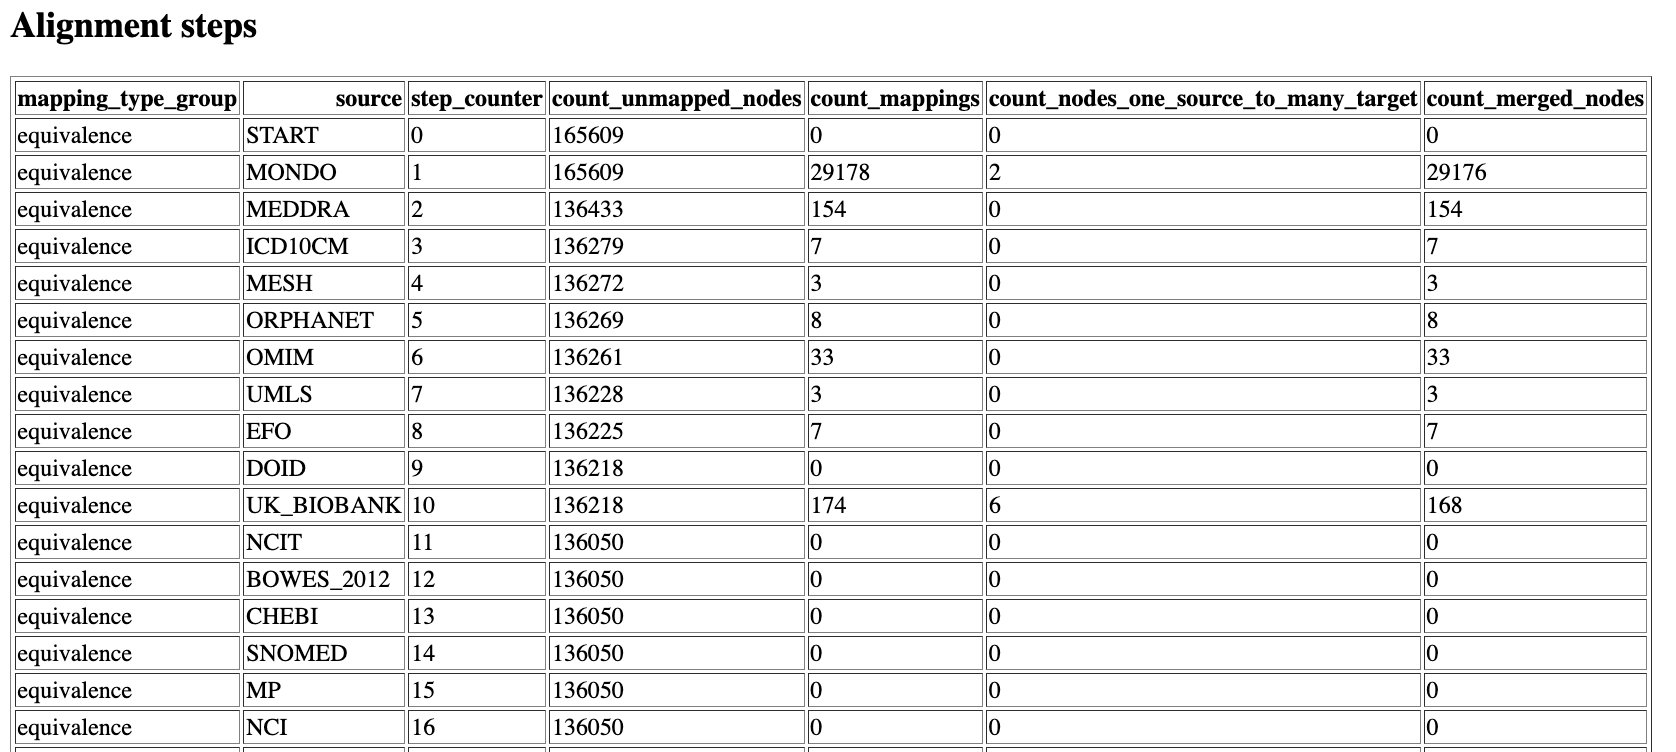 Alignment steps
mapping_type_group source step_counter count_unmapped_nodes count_mappings count_nodes_one_source_to_many_target count_merged_nodes
equivalence START 0 165609 0 0 0
equivalence MONDO 1 165609 29178 2 29176
equivalence MEDDRA 2 136433 154 0 154
equivalence ICD10CM 3 136279 7 0 7
equivalence MESH 4 136272 3 0 3
equivalence ORPHANET 5 136269 8 0 8
equivalence OMIM 6 136261 33 0 33
equivalence UMLS 7 136228 3 0 3
equivalence EFO 8 136225 7 0 7
equivalence DOID 9 136218 0 0 0
equivalence UK_BIOBANK 10 136218 174 6 168
equivalence NCIT 11 136050 0 0 0
equivalence BOWES_2012 12 136050 0 0 0
equivalence CHEBI 13 136050 0 0 0
equivalence SNOMED 14 136050 0 0 0
equivalence MP 15 136050 0 0 0
equivalence NCI 16 136050 0 0 0